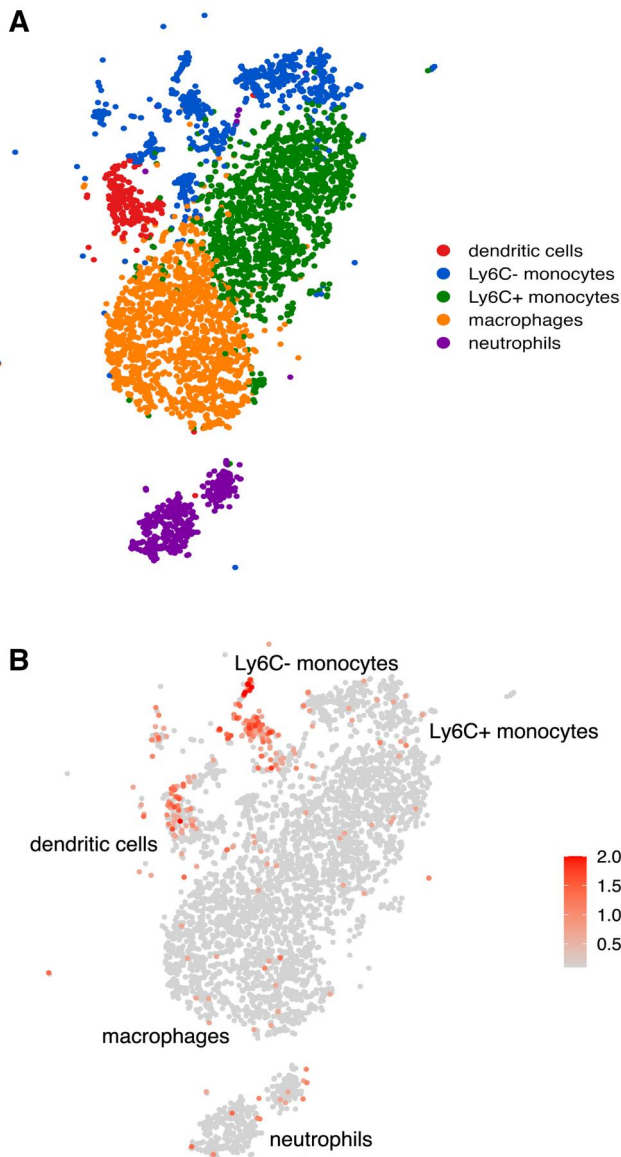 A
dendritic cells
Ly6C- monocytes
Ly6C+ monocytes
macrophages
neutrophils
B
Ly6C- monocytes
Ly6C+ monocytes
dendritic cells
2.0
1.5
1.0
0.5
macrophages
neutrophils